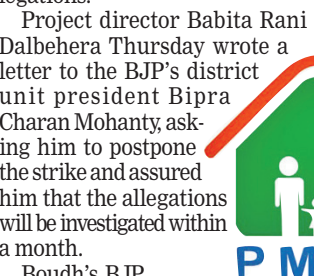 legations.
Project director Babita Rani
Dalbehera Thursday wrote a
letter to the BJP's district
unit president Bipra
Charan Mohanty, ask-
ing him to postpone
the strike and assured
him that the allegations
will be investigated within
a month.
Boudh's BJP
P M